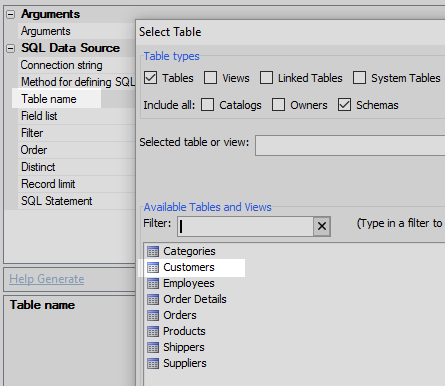 Arguments
Arguments
SQL Data Source
Connection string
Method for defining SQL
Table name
Field list
Filter
Order
Distinct
Record limit
SQL Statement
Help Generate
Table name
Select Table
Table types
Tables Views Linked Tables System Tables
Include all: Catalogs Owners Schemas
Selected table or view:
Available Tables and Views
Filter: (Type in a filter to
Categories
Customers
Employees
Order Details
Orders
Products
Shippers
Suppliers